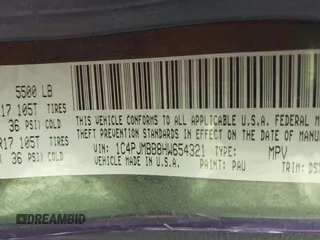 5500 LB
R17 105T TIRES
36 PSI) COLD
R17 105T TIRES
36 PSI) COLD
THIS VEHICLE CONFORMS TO ALL APPLICABLE U.S.A. FEDERAL M
THEFT PREVENTION STANDARDS IN EFFECT ON THE DATE OF MANU
VIN: 1C4PJMBB8HW654321 TYPE: MPV
VEHICLE MADE IN U.S.A. PAINT: PAU TRIM:
DREAMBID